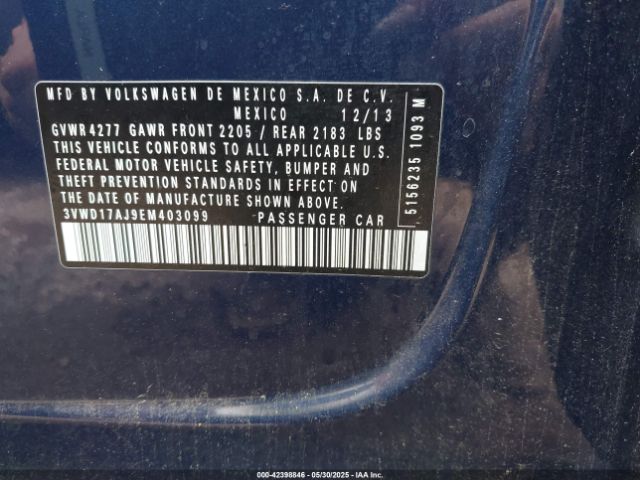 MFD BY VOLKSWAGEN DE MEXICO S.A. DE C.V.
MEXICO 12/13
GVWR 4277 GAWR FRONT 2205 / REAR 2183 LBS
THIS VEHICLE CONFORMS TO ALL APPLICABLE U.S.
FEDERAL MOTOR VEHICLE SAFETY, BUMPER AND
THEFT PREVENTION STANDARDS IN EFFECT ON
THE DATE OF MANUFACTURE SHOWN ABOVE.
3VWD17AJ9EM403099 PASSENGER CAR
5156235 1093 M
000-42398846 - 05/30/2025 - IAA Inc.